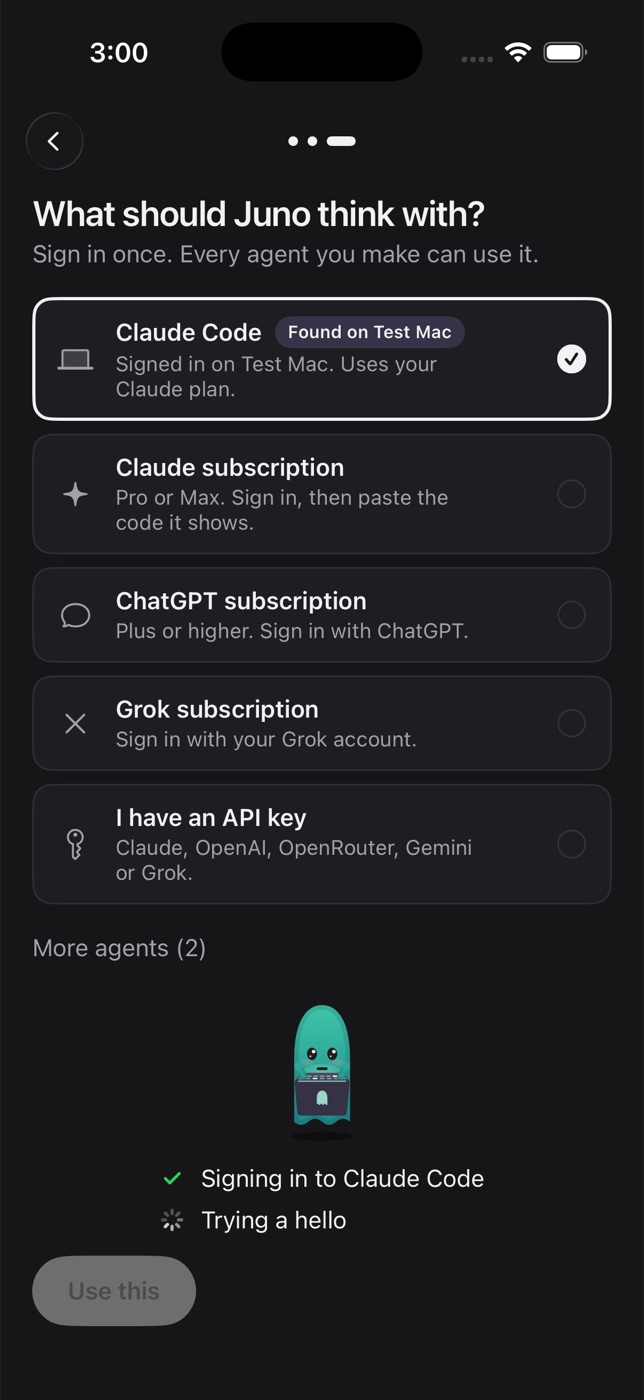 3:00
What should Juno think with?
Sign in once. Every agent you make can use it.
Claude Code Found on Test Mac
Signed in on Test Mac. Uses your
Claude plan.
Claude subscription
Pro or Max. Sign in, then paste the
code it shows.
ChatGPT subscription
Plus or higher. Sign in with ChatGPT.
Grok subscription
Sign in with your Grok account.
I have an API key
Claude, OpenAI, OpenRouter, Gemini
or Grok.
More agents (2)
Signing in to Claude Code
Trying a hello
Use this